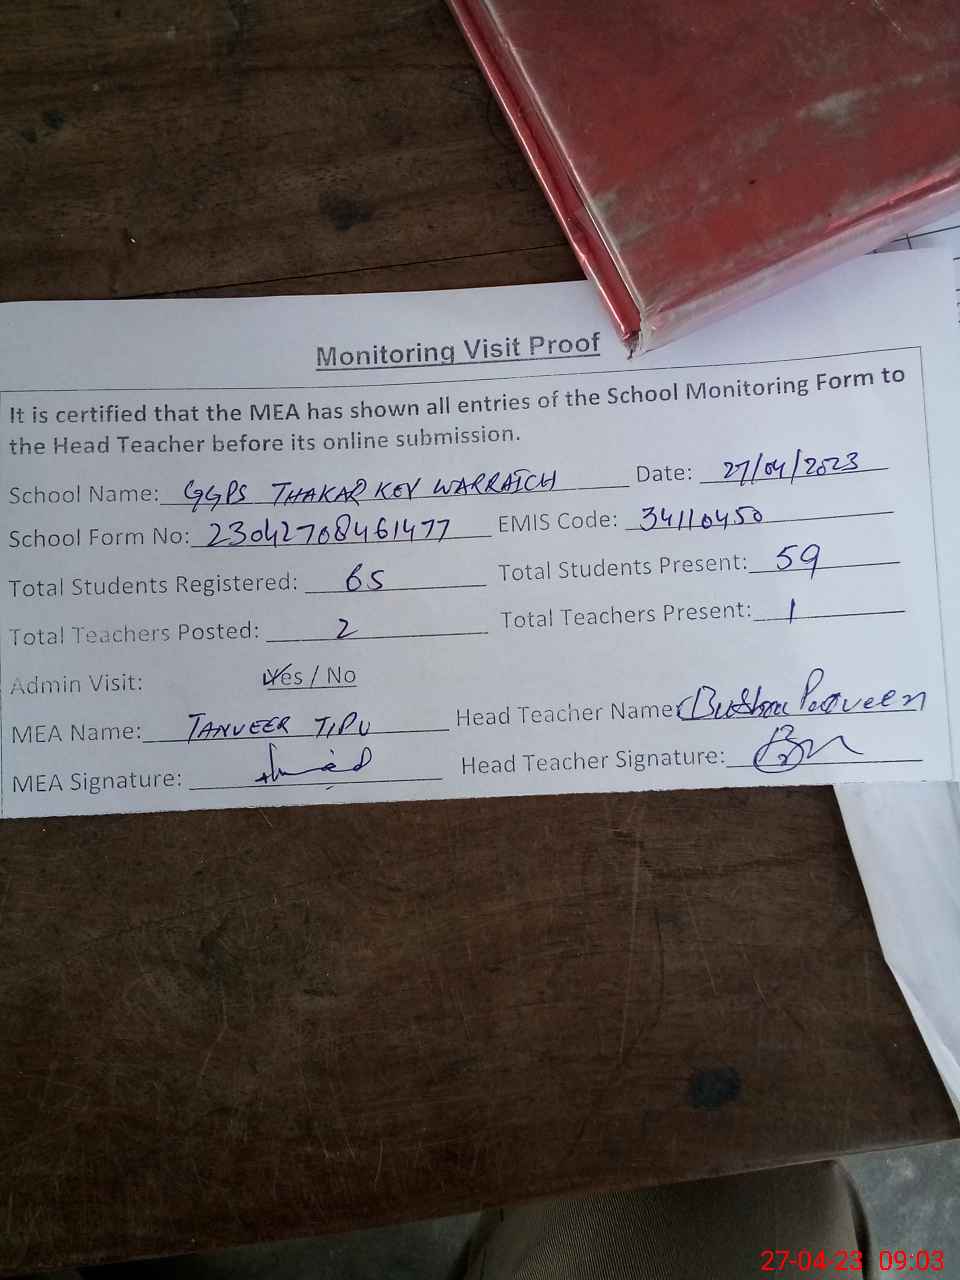 Monitoring Visit Proof
It is certified that the MEA has shown all entries of the School Monitoring Form to
the Head Teacher before its online submission.
School Name: GGPS THAKAR KEY WARRAICH Date: 27/04/2023
School Form No: 23042708461477 EMIS Code: 34110450
Total Students Registered: 65 Total Students Present: 59
Total Teachers Posted: 2 Total Teachers Present: 1
Admin Visit: Yes / No
MEA Name: TANVEER TIPU Head Teacher Name: Bushra Parveen
MEA Signature: Head Teacher Signature:
27-04-23 09:03